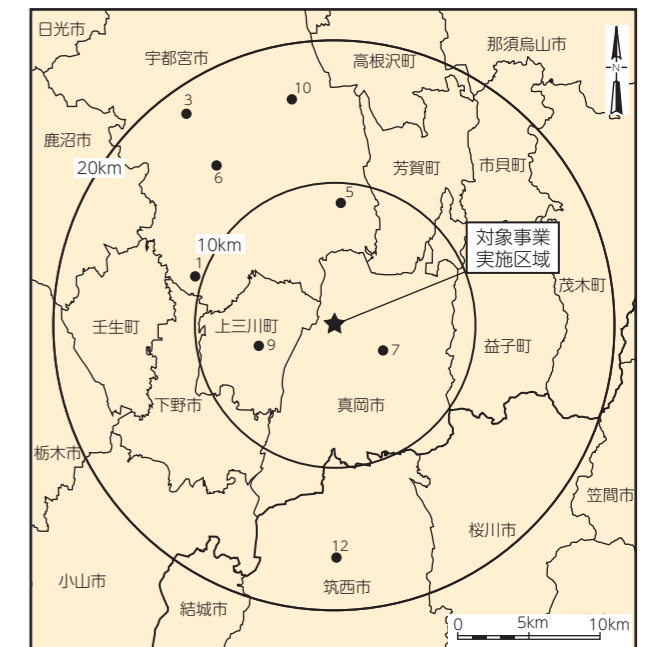 日光市
宇都宮市
高根沢町
那須烏山市
N
3
10
鹿沼市
20km
6
芳賀町
市貝町
5
10km
対象事業
実施区域
1
茂木町
壬生町
上三川町
9
7
益子町
下野市
真岡市
栃木市
笠間市
桜川市
12
筑西市
小山市
結城市
0
5km
10km